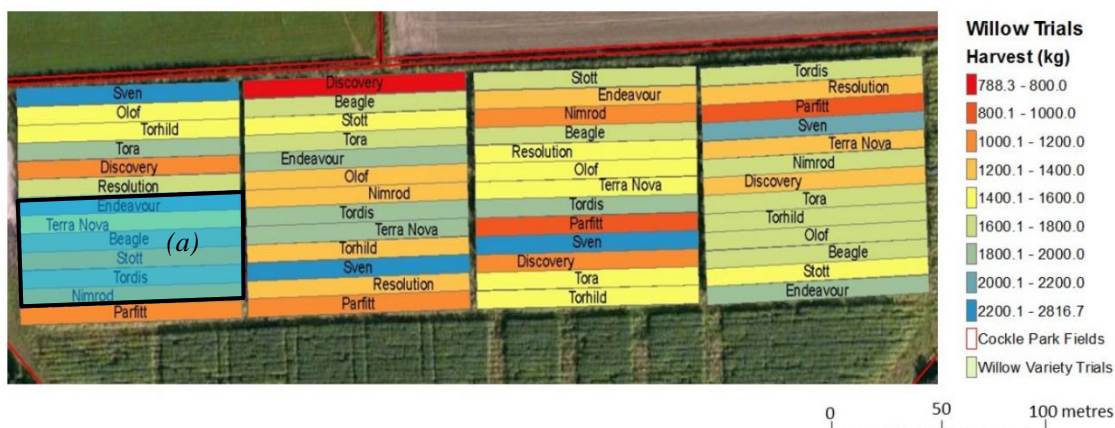 Sven
Olof
Torhild
Tora
Discovery
Resolution
Endeavour
Terra Nova
Beagle
(a)
Stott
Tordis
Nimrod
Parfitt
Discovery
Beagle
Stott
Tora
Endeavour
Olof
Nimrod
Tordis
Terra Nova
Torhild
Sven
Resolution
Parfitt
Stott
Endeavour
Nimrod
Beagle
Resolution
Olof
Terra Nova
Tordis
Parfitt
Sven
Discovery
Tora
Torhild
Tordis
Resolution
Parfitt
Sven
Terra Nova
Nimrod
Discovery
Tora
Torhild
Olof
Beagle
Stott
Endeavour
Willow Trials
Harvest (kg)
788.3 - 800.0
800.1 - 1000.0
1000.1 - 1200.0
1200.1 - 1400.0
1400.1 - 1600.0
1600.1 - 1800.0
1800.1 - 2000.0
2000.1 - 2200.0
2200.1 - 2816.7
Cockle Park Fields
Willow Variety Trials
0 50 100 metres